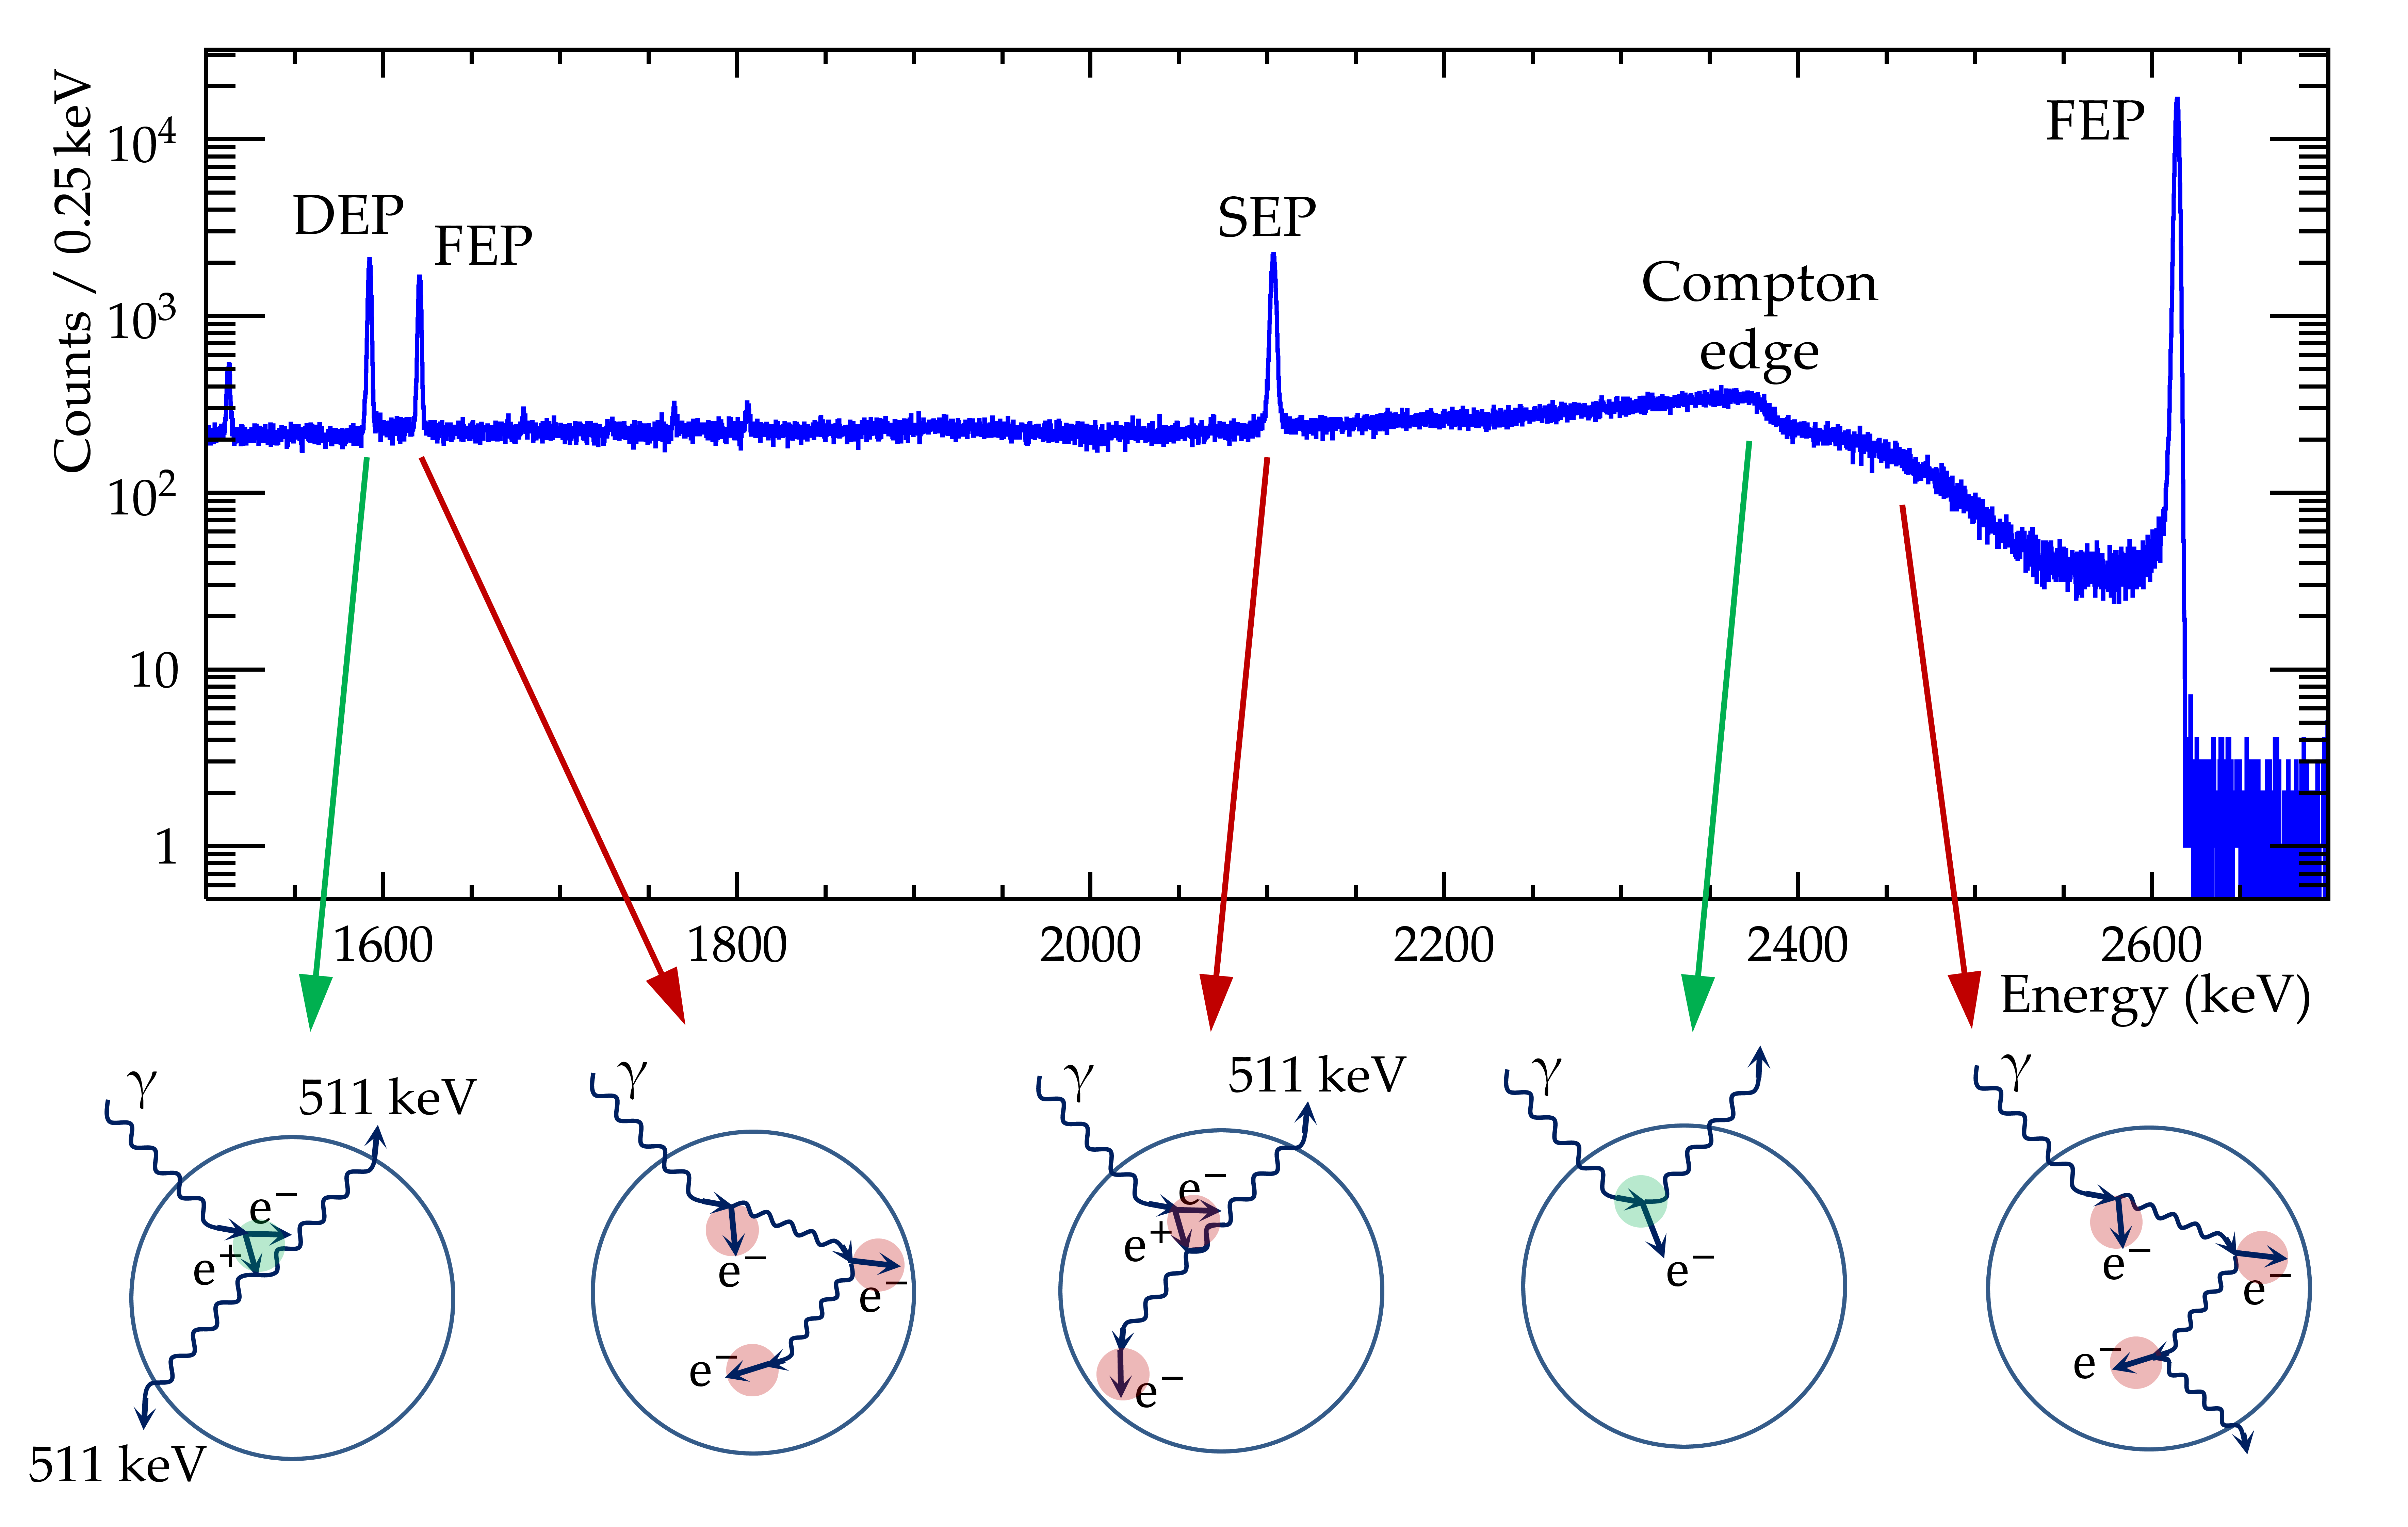 Counts / 0.25 keV
10⁴
10³
10²
10
1
DEP
FEP
SEP
Compton
edge
FEP
1600 1800 2000 2200 2400 2600
Energy (keV)
γ 511 keV e⁻ e⁺ 511 keV
γ e⁻ e⁻ e⁻
γ 511 keV e⁻ e⁺ e⁻
γ e⁻
γ e⁻ e⁻ e⁻